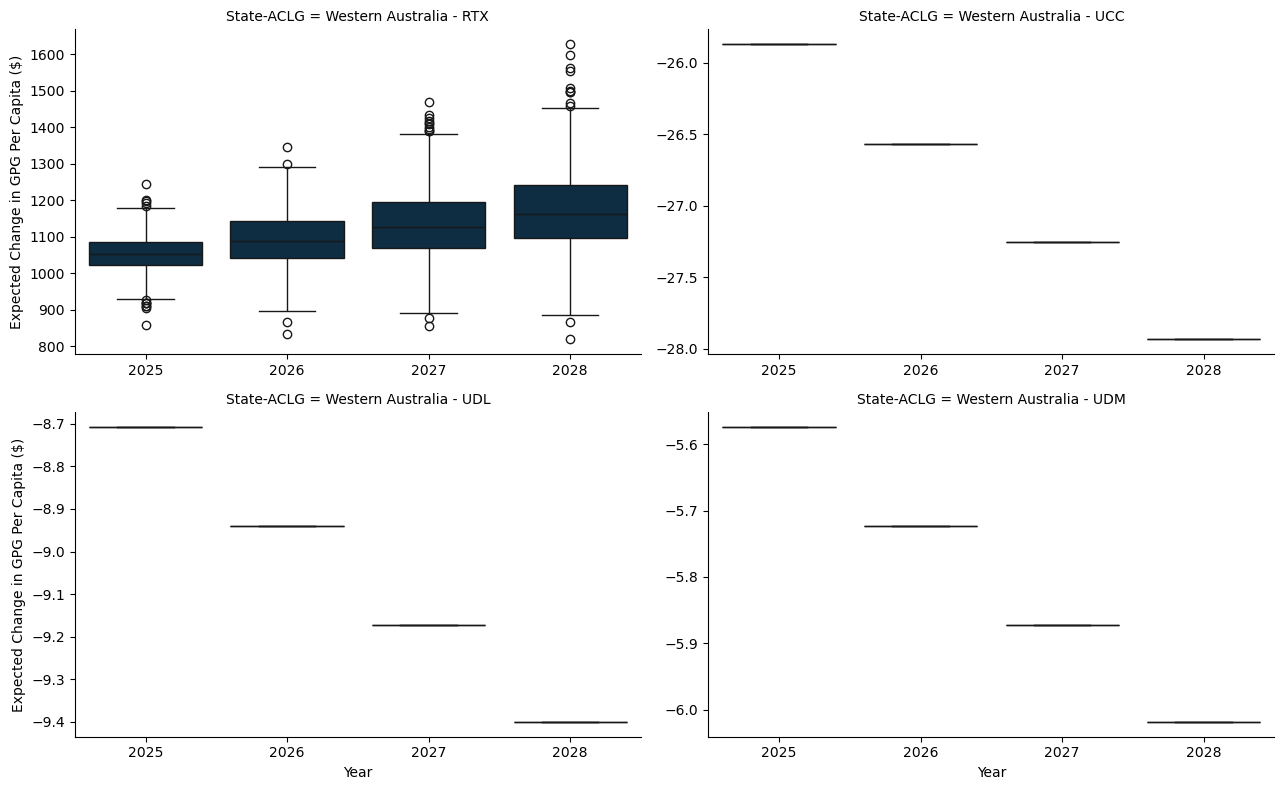 State-ACLG = Western Australia - RTX
Expected Change in GPG Per Capita ($)
1600
1500
1400
1300
1200
1100
1000
900
800
2025 2026 2027 2028
State-ACLG = Western Australia - UCC
−26.0
−26.5
−27.0
−27.5
−28.0
2025 2026 2027 2028
State-ACLG = Western Australia - UDL
Expected Change in GPG Per Capita ($)
−8.7
−8.8
−8.9
−9.0
−9.1
−9.2
−9.3
−9.4
2025 2026 2027 2028
Year
State-ACLG = Western Australia - UDM
−5.6
−5.7
−5.8
−5.9
−6.0
2025 2026 2027 2028
Year